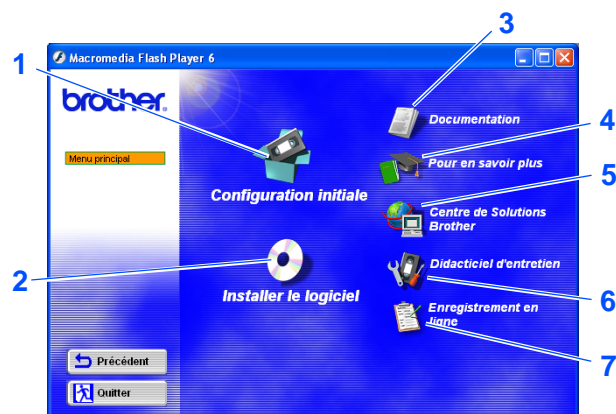 3
1
Macromedia Flash Player 6
brother.
Documentation
4
Menu principal
Pour en savoir plus
5
Configuration initiale
Centre de Solutions
Brother
2
Didacticiel d'entretien
Installer le logiciel
6
Enregistrement en
ligne
7
Précédent
Quitter